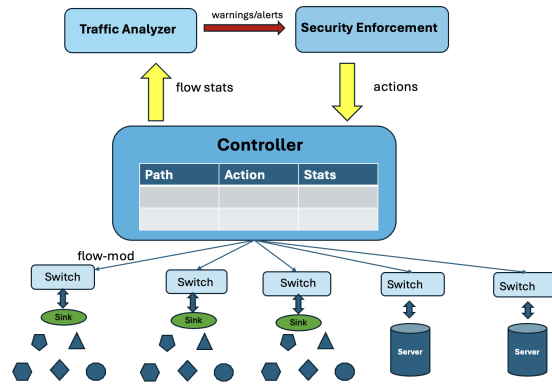 warnings/alerts
Traffic Analyzer
Security Enforcement
flow stats
actions
Controller
Path Action Stats
flow-mod
Switch Switch Switch Switch Switch
Sink Sink Sink
Server Server